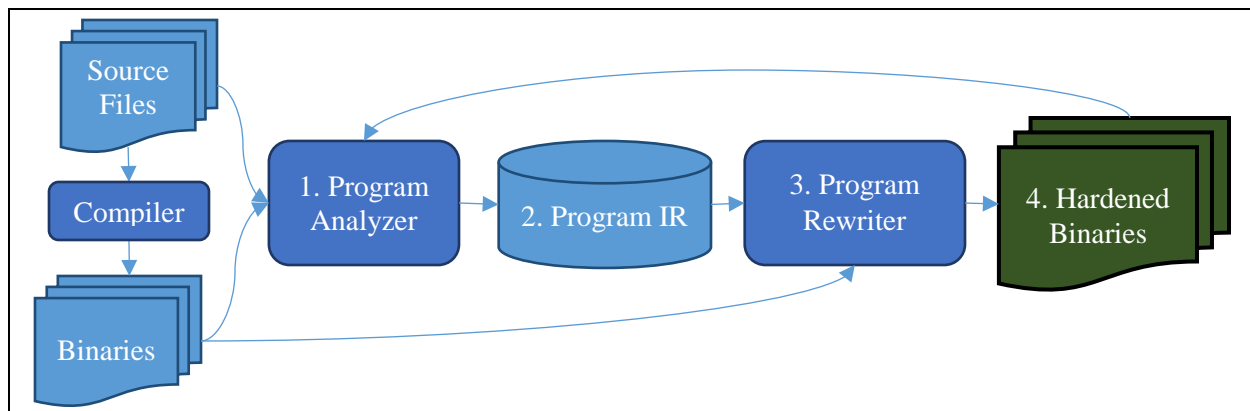 Source
Files
Compiler
Binaries
1. Program
Analyzer
2. Program IR
3. Program
Rewriter
4. Hardened
Binaries